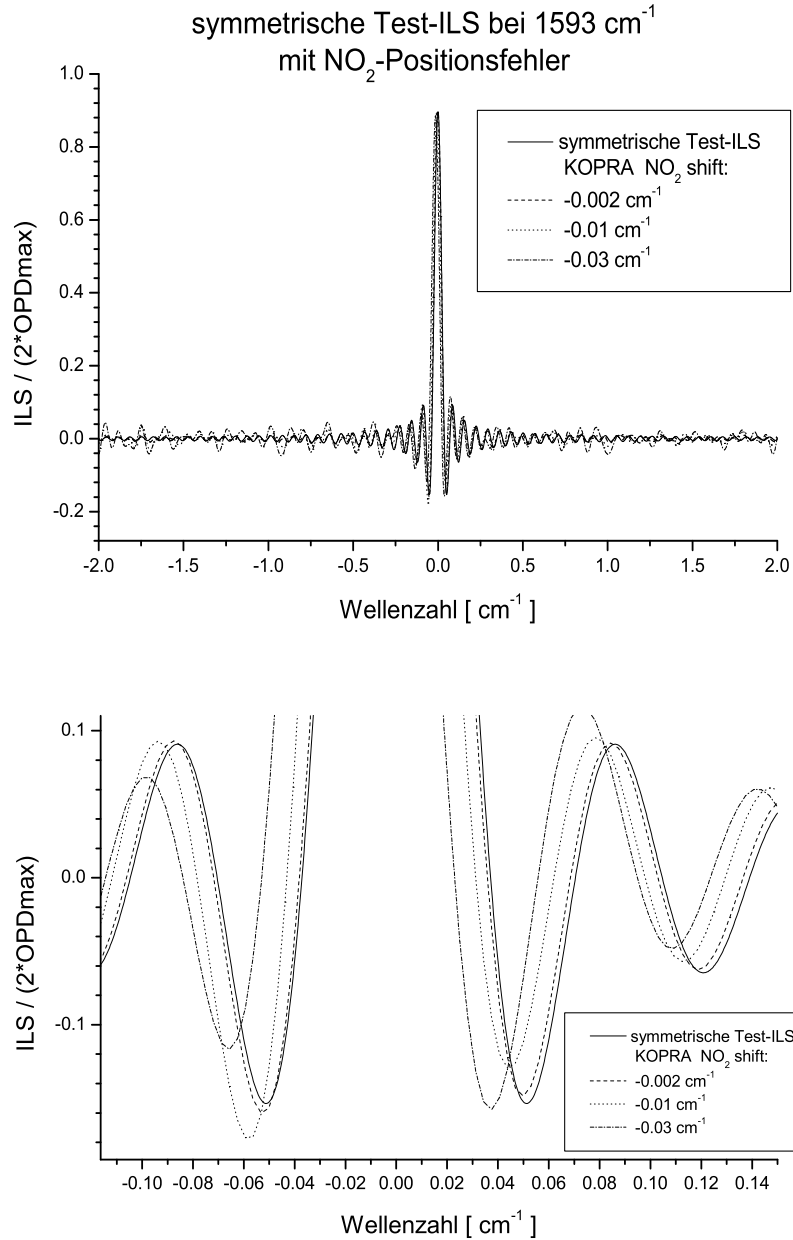 symmetrische Test-ILS bei 1593 cm⁻¹
mit NO₂-Positionsfehler
1.0
0.8
0.6
0.4
0.2
0.0
-0.2
ILS / (2*OPDmax)
symmetrische Test-ILS
KOPRA NO₂ shift:
-0.002 cm⁻¹
-0.01 cm⁻¹
-0.03 cm⁻¹
-2.0 -1.5 -1.0 -0.5 0.0 0.5 1.0 1.5 2.0
Wellenzahl [ cm⁻¹ ]
0.1
0.0
-0.1
ILS / (2*OPDmax)
symmetrische Test-ILS
KOPRA NO₂ shift:
-0.002 cm⁻¹
-0.01 cm⁻¹
-0.03 cm⁻¹
-0.10 -0.08 -0.06 -0.04 -0.02 0.00 0.02 0.04 0.06 0.08 0.10 0.12 0.14
Wellenzahl [ cm⁻¹ ]